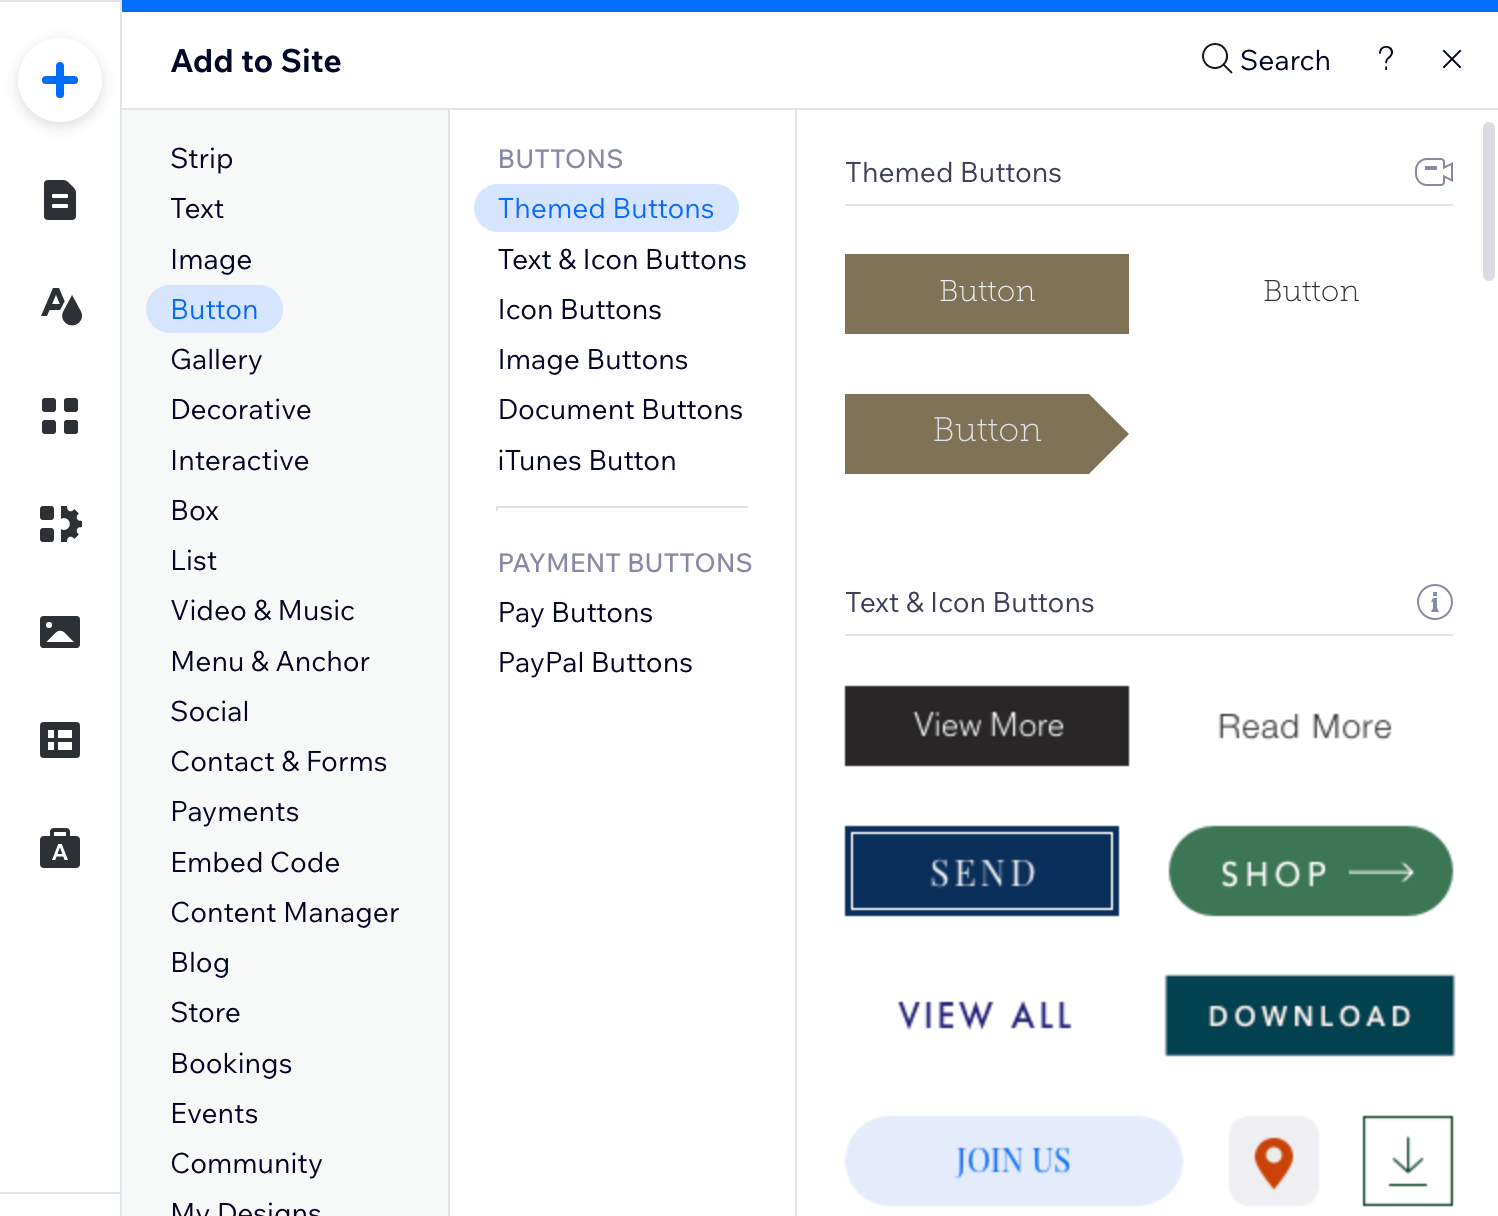 Add to Site
Search
?
Strip
Text
Image
Button
Gallery
Decorative
Interactive
Box
List
Video & Music
Menu & Anchor
Social
Contact & Forms
Payments
Embed Code
Content Manager
Blog
Store
Bookings
Events
Community
My Designs
BUTTONS
Themed Buttons
Text & Icon Buttons
Icon Buttons
Image Buttons
Document Buttons
iTunes Button
PAYMENT BUTTONS
Pay Buttons
PayPal Buttons
Themed Buttons
Button
Button
Button
Text & Icon Buttons
View More
Read More
SEND
SHOP
VIEW ALL
DOWNLOAD
JOIN US
A